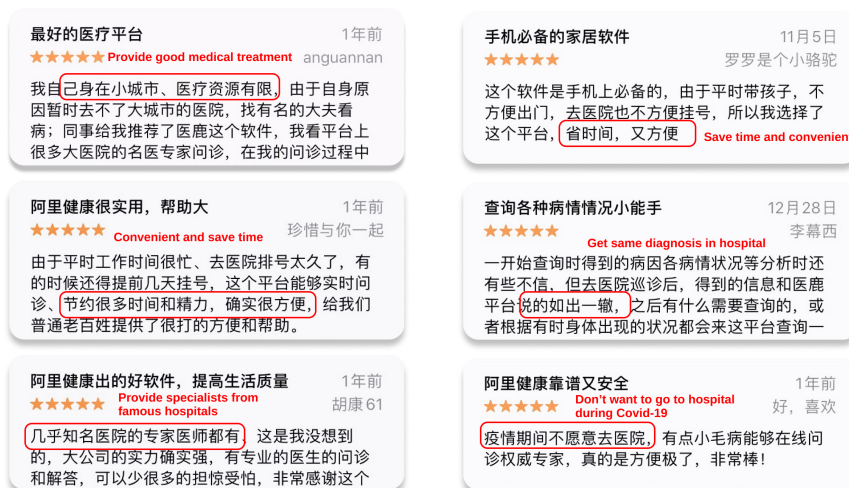 最好的医疗平台
1年前
Provide good medical treatment
anguannan
我自己身在小城市、医疗资源有限，由于自身原
因暂时去不了大城市的医院，找有名的大夫看
病；同事给我推荐了医鹿这个软件，我看平台上
很多大医院的名医专家问诊，在我的问诊过程中
手机必备的家居软件
11月5日
罗罗是个小骆驼
这个软件是手机上必备的，由于平时带孩子，不
方便出门，去医院也不方便挂号，所以我选择了
这个平台，省时间，又方便
Save time and convenien
阿里健康很实用，帮助大
1年前
Convenient and save time
珍惜与你一起
由于平时工作时间很忙、去医院排号太久了，有
的时候还得提前几天挂号，这个平台能够实时问
诊、节约很多时间和精力，确实很方便，给我们
普通老百姓提供了很打的方便和帮助。
查询各种病情情况小能手
12月28日
李幕西
Get same diagnosis in hospital
一开始查询时得到的病因各病情状况等分析时还
有些不信，但去医院巡诊后，得到的信息和医鹿
平台说的如出一辙，之后有什么需要查询的，或
者根据有时身体出现的状况都会来这平台查询一
阿里健康出的好软件，提高生活质量
1年前
Provide specialists from
famous hospitals
胡康61
几乎知名医院的专家医师都有，这是我没想到
的，大公司的实力确实强，有专业的医生的问诊
和解答，可以少很多的担惊受怕，非常感谢这个
阿里健康靠谱又安全
1年前
Don't want to go to hospital
during Covid-19
好，喜欢
疫情期间不愿意去医院，有点小毛病能够在线问
诊权威专家，真的是方便极了，非常棒！